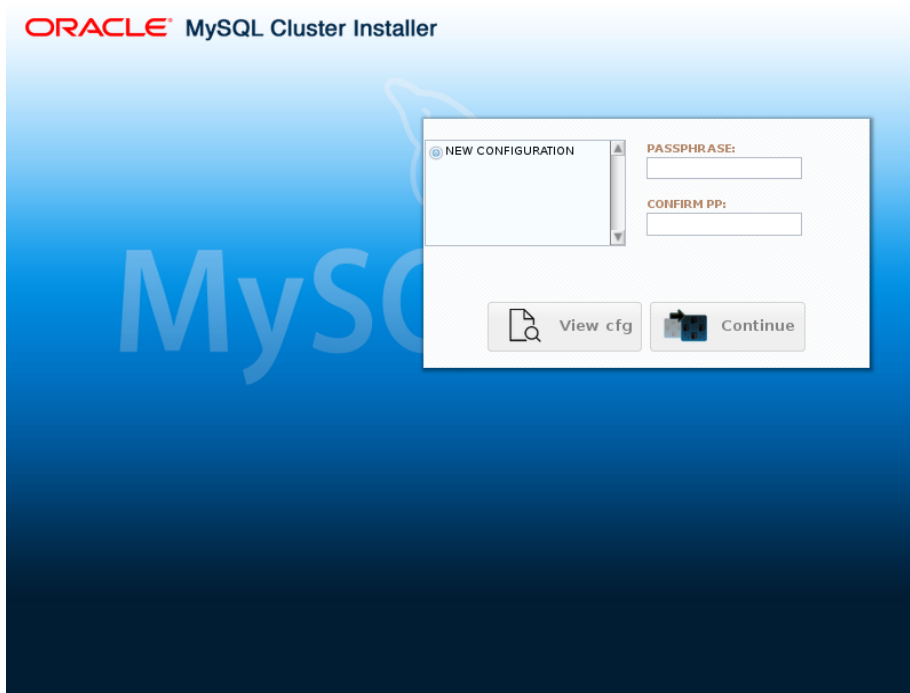 ORACLE® MySQL Cluster Installer
NEW CONFIGURATION
PASSPHRASE:
CONFIRM PP:
MySQ
View cfg
Continue